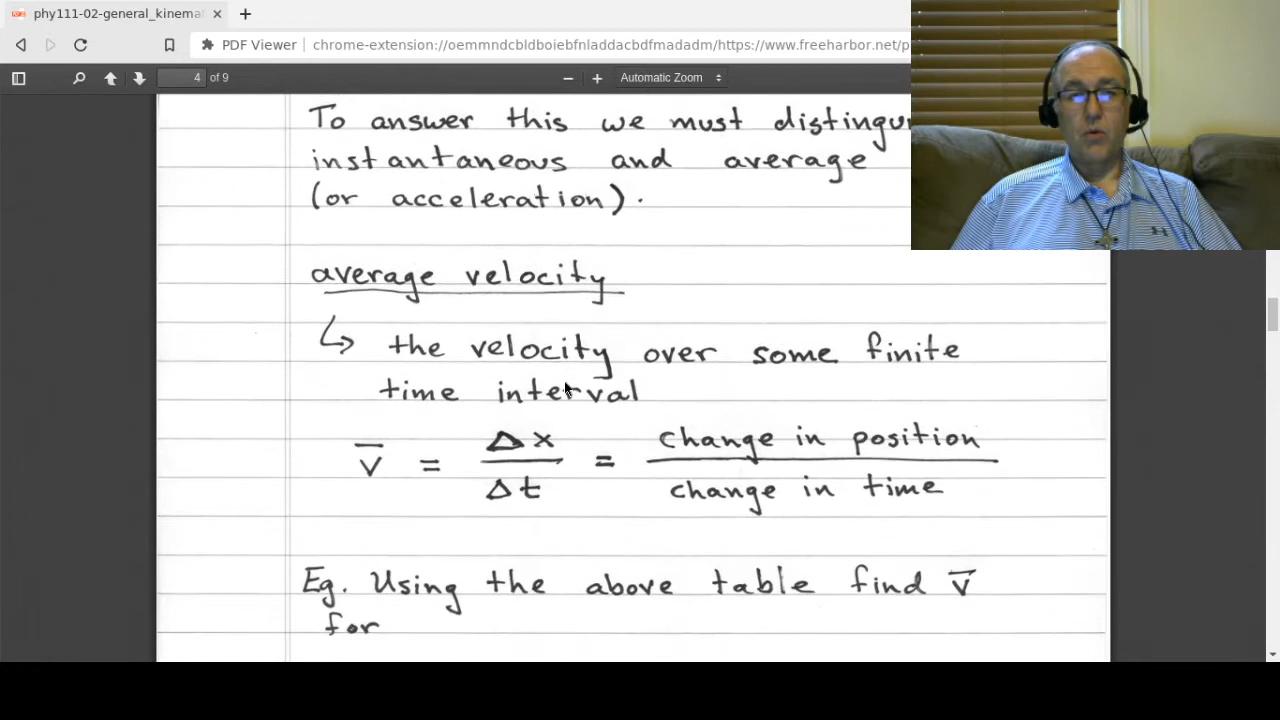 phy111-02-general_kinema
PDF Viewer chrome-extension://oemmndcbldboiebfnladdacbdfmadadm/https://www.freeharbor.net/p
4 of 9 Automatic Zoom
To answer this we must distingu
instantaneous and average
(or acceleration).
average velocity
↳ the velocity over some finite
time interval
v̅ = Δx / Δt = change in position / change in time
Eg. Using the above table find v̅
for